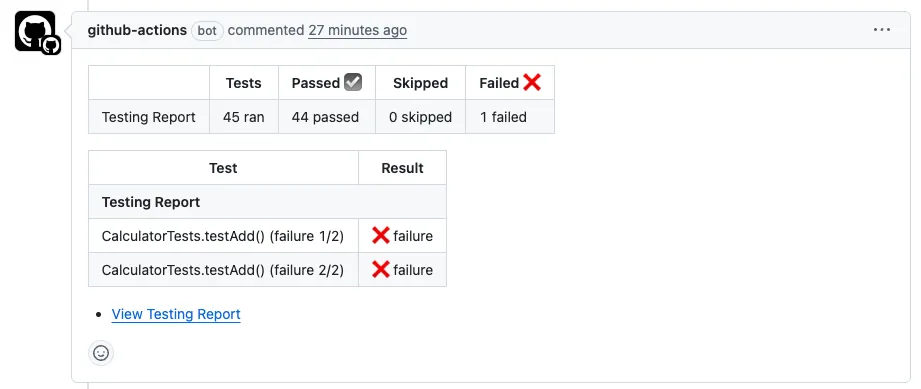 github-actions bot commented 27 minutes ago
Tests Passed Skipped Failed
Testing Report 45 ran 44 passed 0 skipped 1 failed
Test Result
Testing Report
CalculatorTests.testAdd() (failure 1/2) failure
CalculatorTests.testAdd() (failure 2/2) failure
View Testing Report